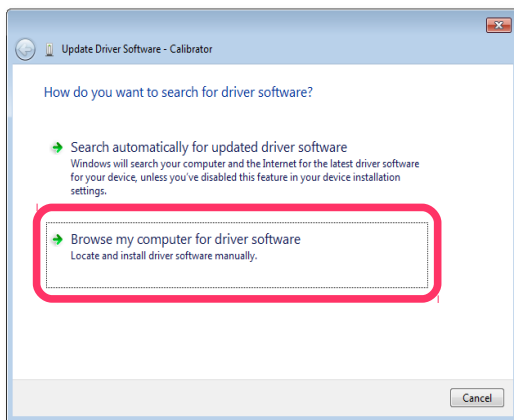 Update Driver Software - Calibrator
How do you want to search for driver software?
Search automatically for updated driver software
Windows will search your computer and the Internet for the latest driver software
for your device, unless you've disabled this feature in your device installation
settings.
Browse my computer for driver software
Locate and install driver software manually.
Cancel